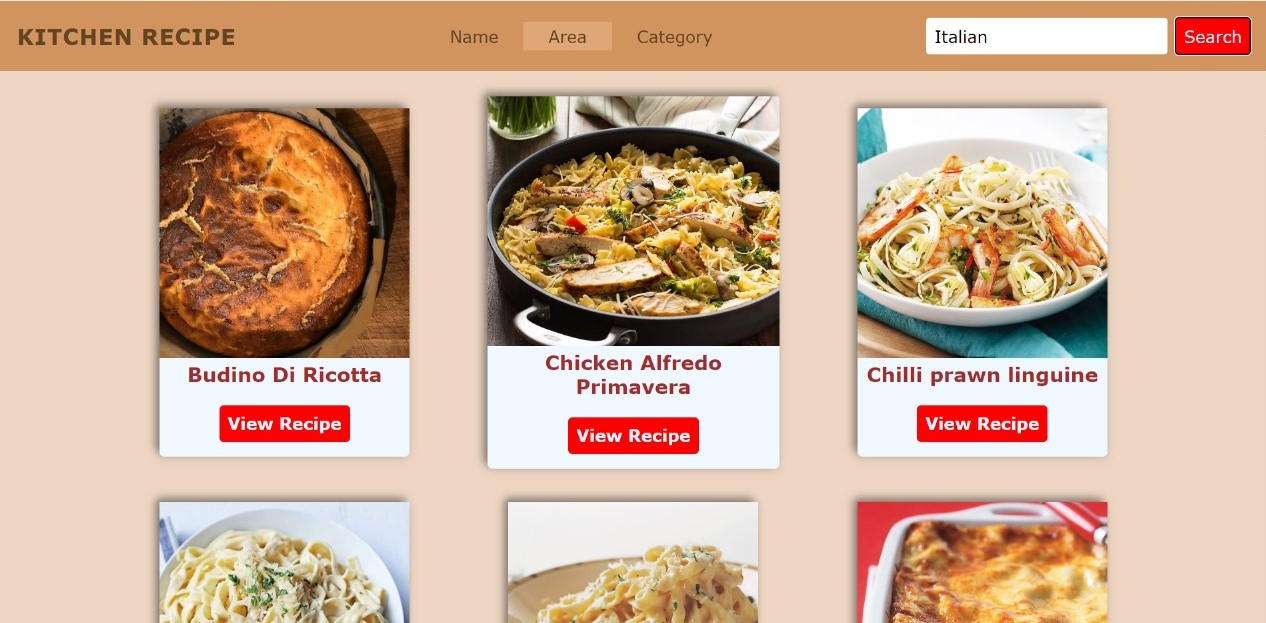 KITCHEN RECIPE
Name
Area
Category
Italian
Search
Budino Di Ricotta
View Recipe
Chicken Alfredo
Primavera
View Recipe
Chilli prawn linguine
View Recipe